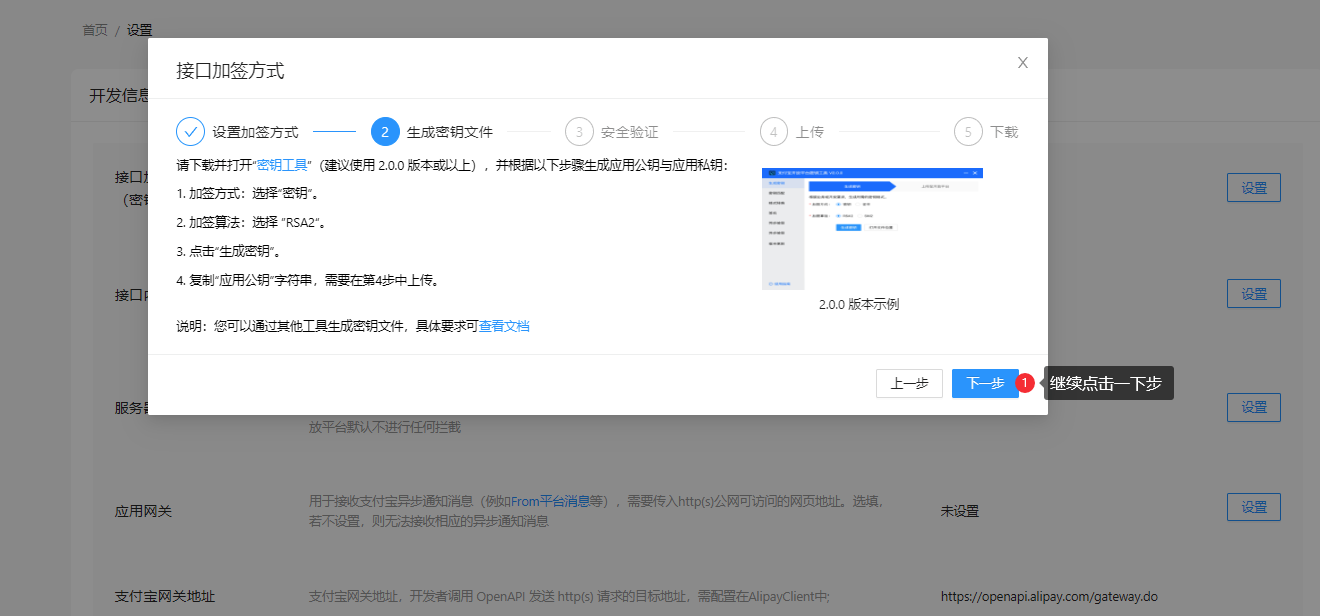 首页 / 设置
接口加签方式
X
开发信息
设置加签方式
2 生成密钥文件
3 安全验证
4 上传
5 下载
请下载并打开“密钥工具”（建议使用 2.0.0 版本或以上），并根据以下步骤生成应用公钥与应用私钥：
1. 加签方式：选择“密钥”。
2. 加签算法：选择 “RSA2”。
3. 点击“生成密钥”。
4. 复制“应用公钥”字符串，需要在第4步中上传。
2.0.0 版本示例
说明：您可以通过其他工具生成密钥文件，具体要求可查看文档
接口
设置
接口
设置
上一步
下一步
1
继续点击一下步
服务
设置
放平台默认不进行任何拦截
应用网关
用于接收支付宝异步通知消息（例如From平台消息等），需要传入http(s)公网可访问的网页地址。选填，
若不设置，则无法接收相应的异步通知消息
未设置
设置
支付宝网关地址
支付宝网关地址，开发者调用 OpenAPI 发送 http(s) 请求的目标地址，需配置在AlipayClient中;
https://openapi.alipay.com/gateway.do